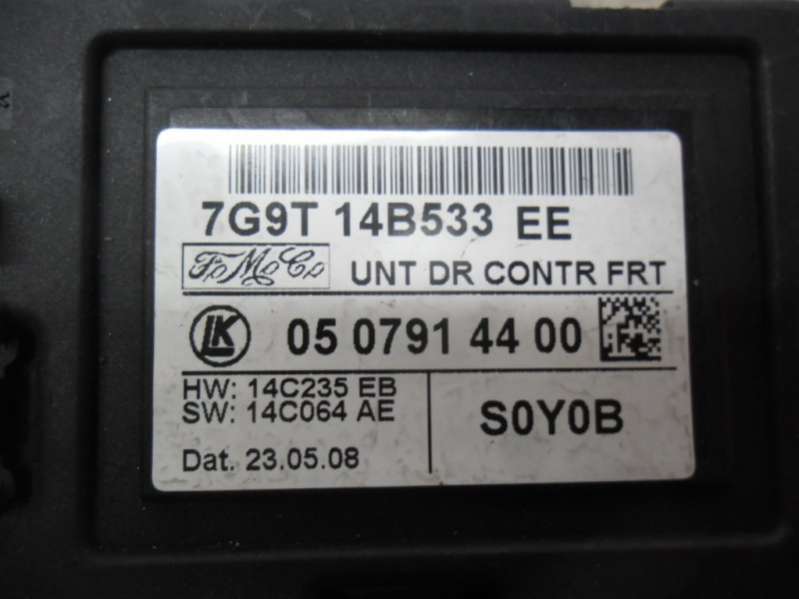 7G9T 14B533 EE
FoMoCo UNT DR CONTR FRT
LK 05 0791 44 00
HW: 14C235 EB
SW: 14C064 AE
S0Y0B
Dat. 23.05.08